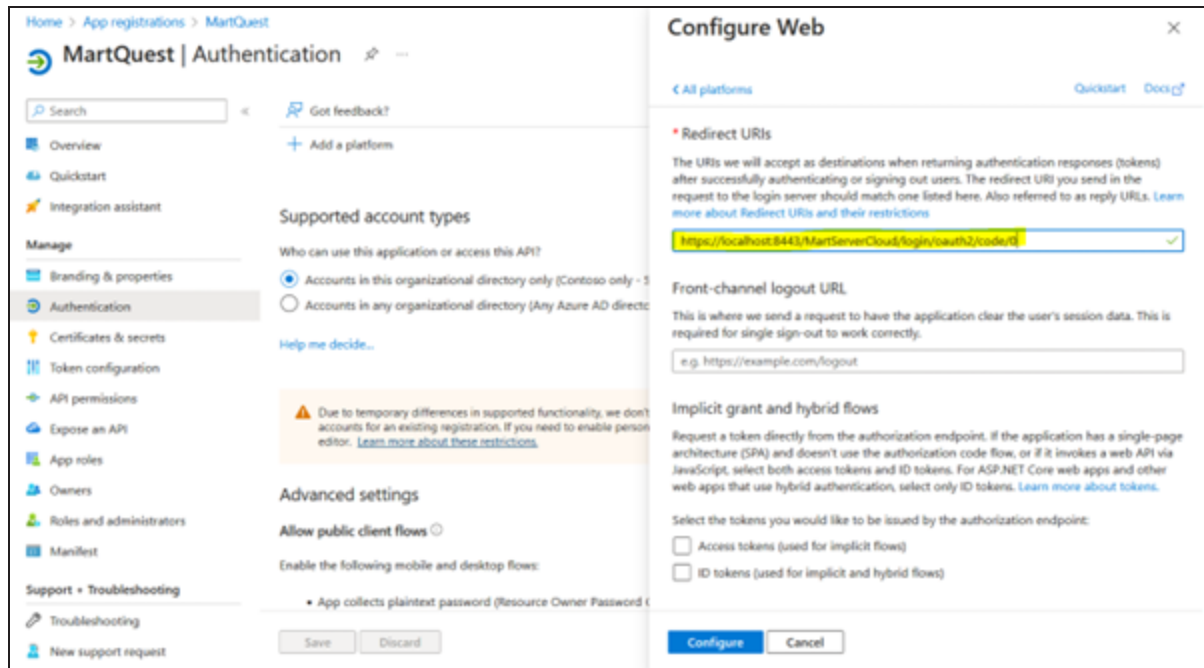 Home > App registrations > MartQuest
MartQuest | Authentication
Search
Overview
Quickstart
Integration assistant
Manage
Branding & properties
Authentication
Certificates & secrets
Token configuration
API permissions
Expose an API
App roles
Owners
Roles and administrators
Manifest
Support + Troubleshooting
Troubleshooting
New support request
Got feedback?
Add a platform
Supported account types
Who can use this application or access this API?
Accounts in this organizational directory only (Contoso only - S
Accounts in any organizational directory (Any Azure AD directo
Help me decide...
Due to temporary differences in supported functionality, we don't
accounts for an existing registration. If you need to enable person
editor. Learn more about these restrictions.
Advanced settings
Allow public client flows
Enable the following mobile and desktop flows:
• App collects plaintext password (Resource Owner Password
Save
Discard
Configure Web
All platforms
Quickstart
Docs
* Redirect URIs
The URIs we will accept as destinations when returning authentication responses (tokens)
after successfully authenticating or signing out users. The redirect URI you send in the
request to the login server should match one listed here. Also referred to as reply URLs. Learn
more about Redirect URIs and their restrictions
https://localhost:8443/MartServerCloud/login/oauth2/code/0
Front-channel logout URL
This is where we send a request to have the application clear the user's session data. This is
required for single sign-out to work correctly.
e.g. https://example.com/logout
Implicit grant and hybrid flows
Request a token directly from the authorization endpoint. If the application has a single-page
architecture (SPA) and doesn't use the authorization code flow, or if it invokes a web API via
JavaScript, select both access tokens and ID tokens. For ASP.NET Core web apps and other
web apps that use hybrid authentication, select only ID tokens. Learn more about tokens.
Select the tokens you would like to be issued by the authorization endpoint:
Access tokens (used for implicit flows)
ID tokens (used for implicit and hybrid flows)
Configure
Cancel